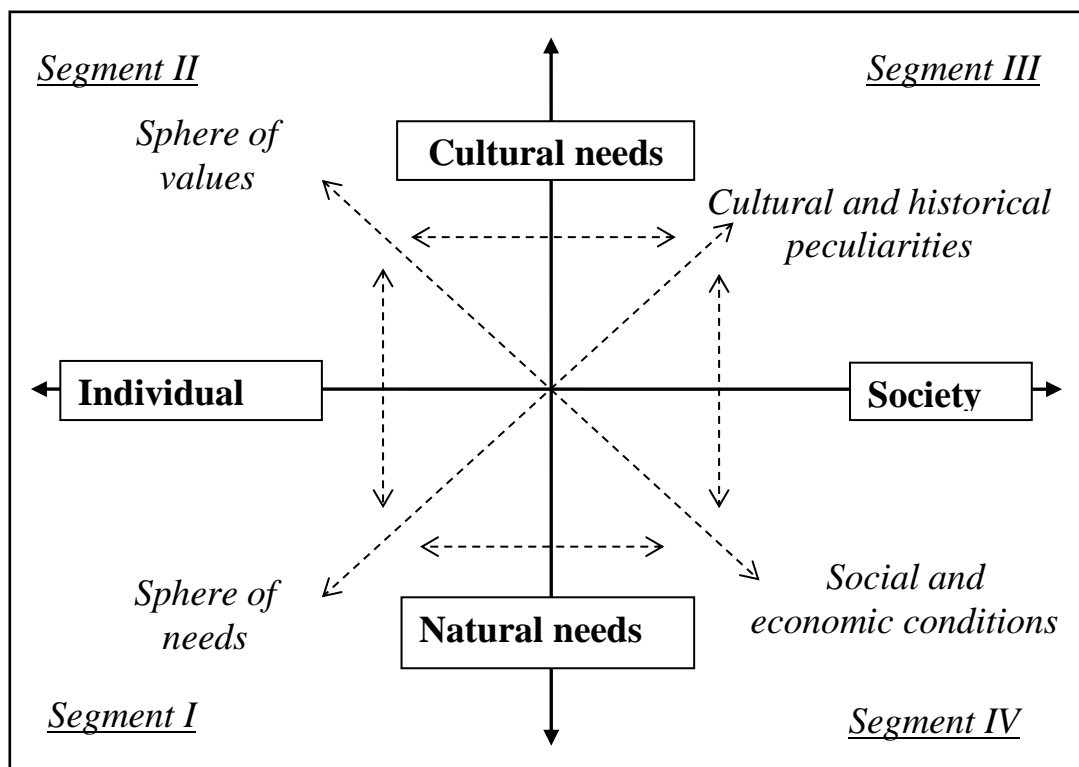 Segment II
Segment III
Sphere of
values
Cultural needs
Cultural and historical
peculiarities
Individual
Society
Sphere of
needs
Natural needs
Social and
economic conditions
Segment I
Segment IV